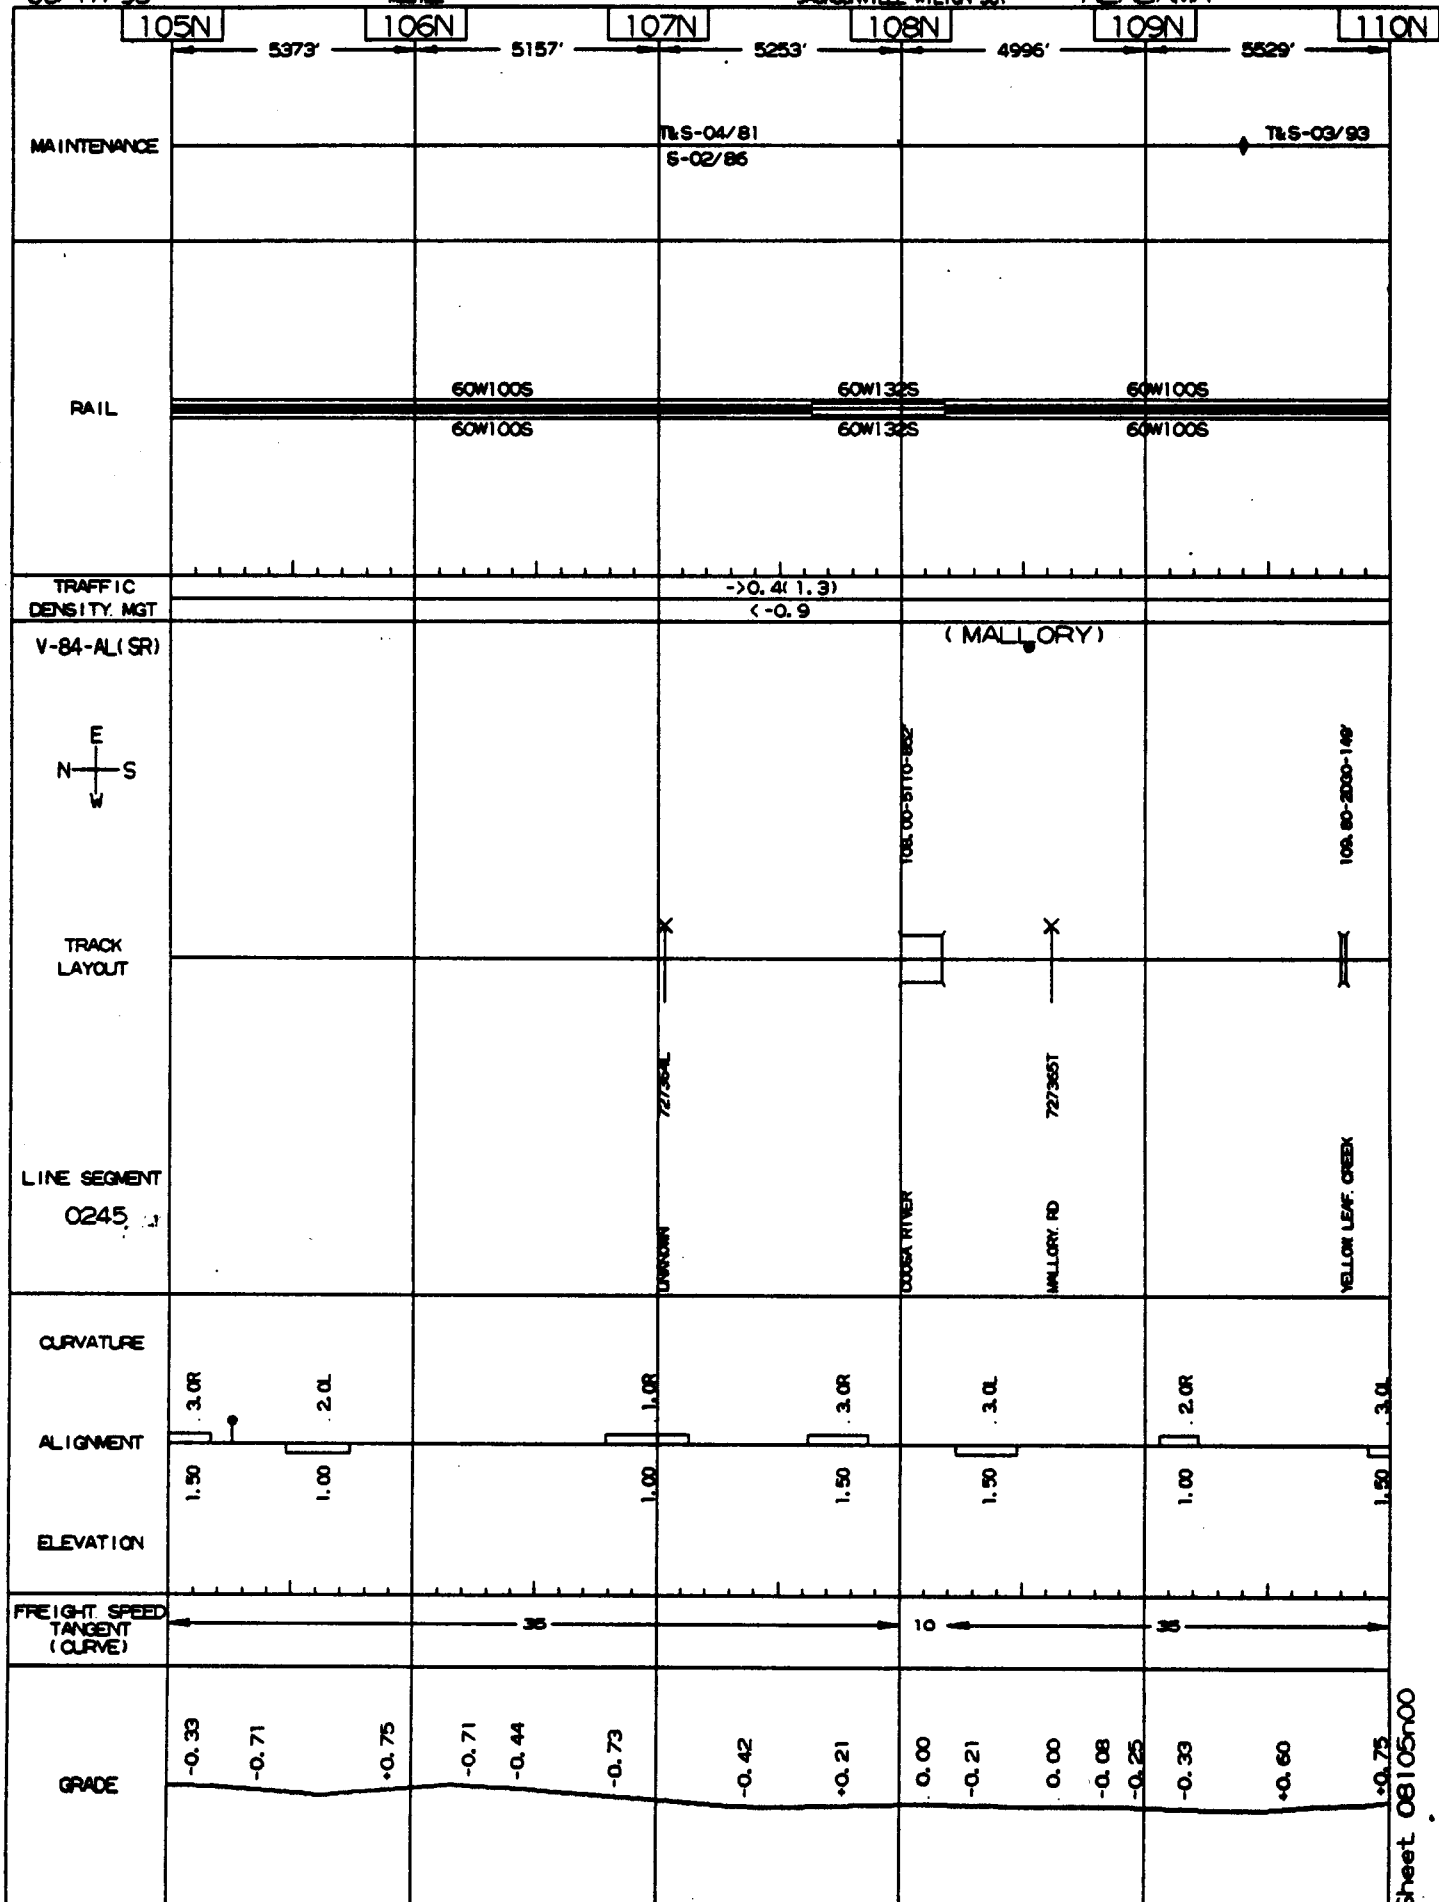 105N 106N 107N 108N 109N 110N
5373' 5157' 5253' 4996' 5529'
MAINTENANCE
T&S-04/81
S-02/86
T&S-03/93
RAIL
60W100S 60W132S 60W100S
60W100S 60W132S 60W100S
TRAFFIC
DENSITY. MGT
->0.4(1.3)
<-0.9
V-84-AL(SR)
(MALLORY)
E
N S
W
109.80-2DGO-149'
TRACK
LAYOUT
727364L
727365T
LINE SEGMENT
0245
UNKNOWN
COOSA RIVER
MALLORY. RD
YELLOW LEAF. CREEK
CURVATURE
3.0R 2.0L 1.0R 3.0R 3.0L 2.0R 3.0L
ALIGNMENT
1.50 1.00 1.00 1.50 1.50 1.00 1.50
ELEVATION
FREIGHT. SPEED
TANGENT
(CURVE)
35 10 35
GRADE
-0.33 -0.71 +0.75 -0.71 -0.44 -0.73 -0.42 +0.21 0.00 -0.21 0.00 -0.08 -0.25 -0.33 +0.60 +0.75
Sheet 08105n00